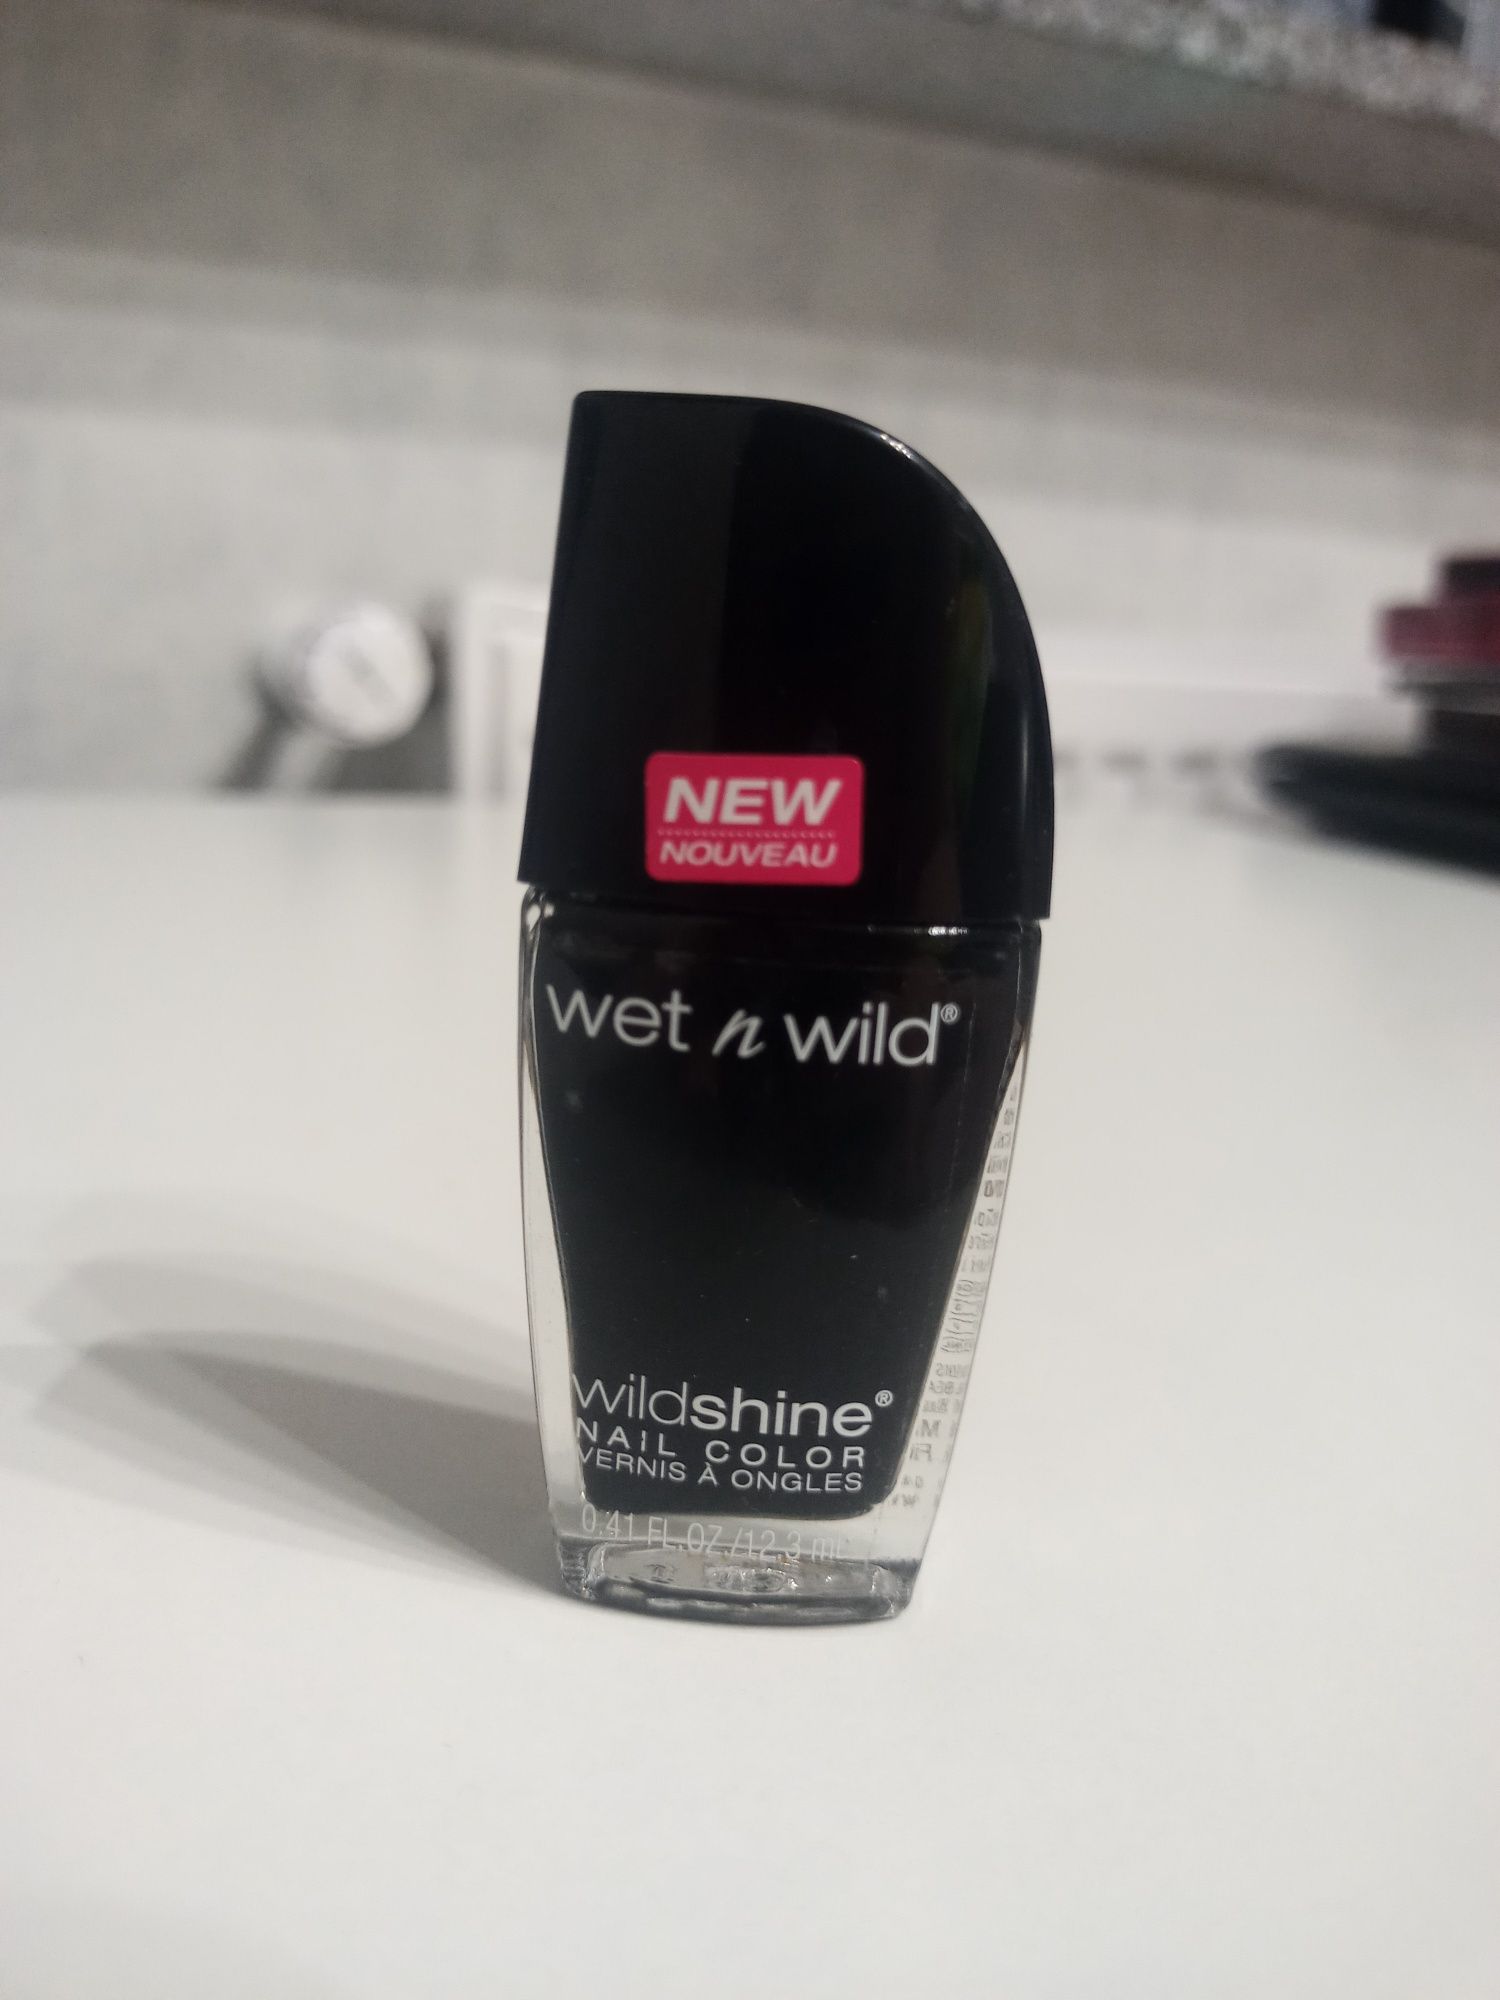 NEW
NOUVEAU
wet n wild®
wildshine®
NAIL COLOR
VERNIS À ONGLES
0.41 FL.OZ./12.3 mL